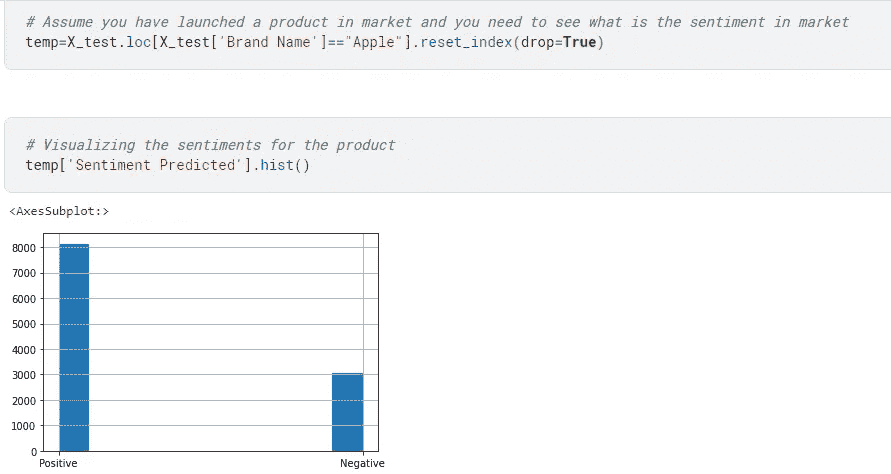 # Assume you have launched a product in market and you need to see what is the sentiment in market
temp=X_test.loc[X_test['Brand Name']=="Apple"].reset_index(drop=True)
# Visualizing the sentiments for the product
temp['Sentiment Predicted'].hist()
<AxesSubplot:>
8000
7000
6000
5000
4000
3000
2000
1000
0
Positive Negative